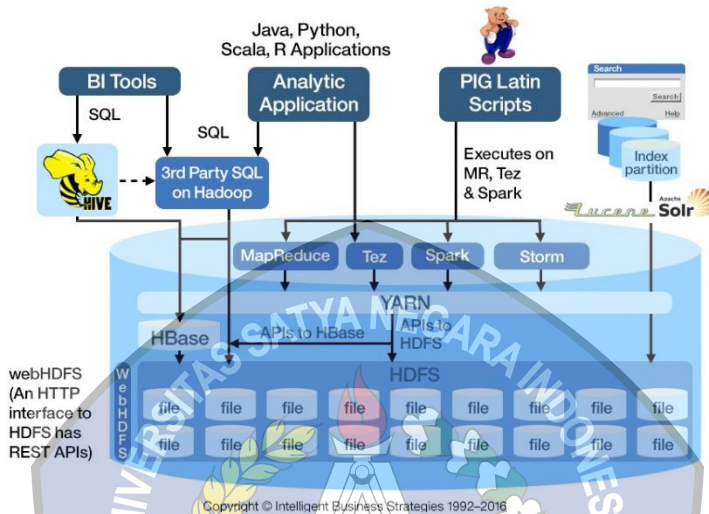 Java, Python,
Scala, R Applications
BI Tools
Analytic
Application
PIG Latin
Scripts
Search
Search
Advanced
Help
Index
partition
SQL
SQL
HIVE
3rd Party SQL
on Hadoop
Executes on
MR, Tez
& Spark
Apache
Lucene Solr
MapReduce
Tez
Spark
Storm
YARN
HBase
APIs to HBase
APIs to
HDFS
HDFS
webHDFS
(An HTTP
interface to
HDFS has
REST APIs)
WebHDFS
file file file file file file file file file
file file file file file file file file file
UNIVERSITAS SATYA NEGARA INDONES
Copyright © Intelligent Business Strategies 1992–2016